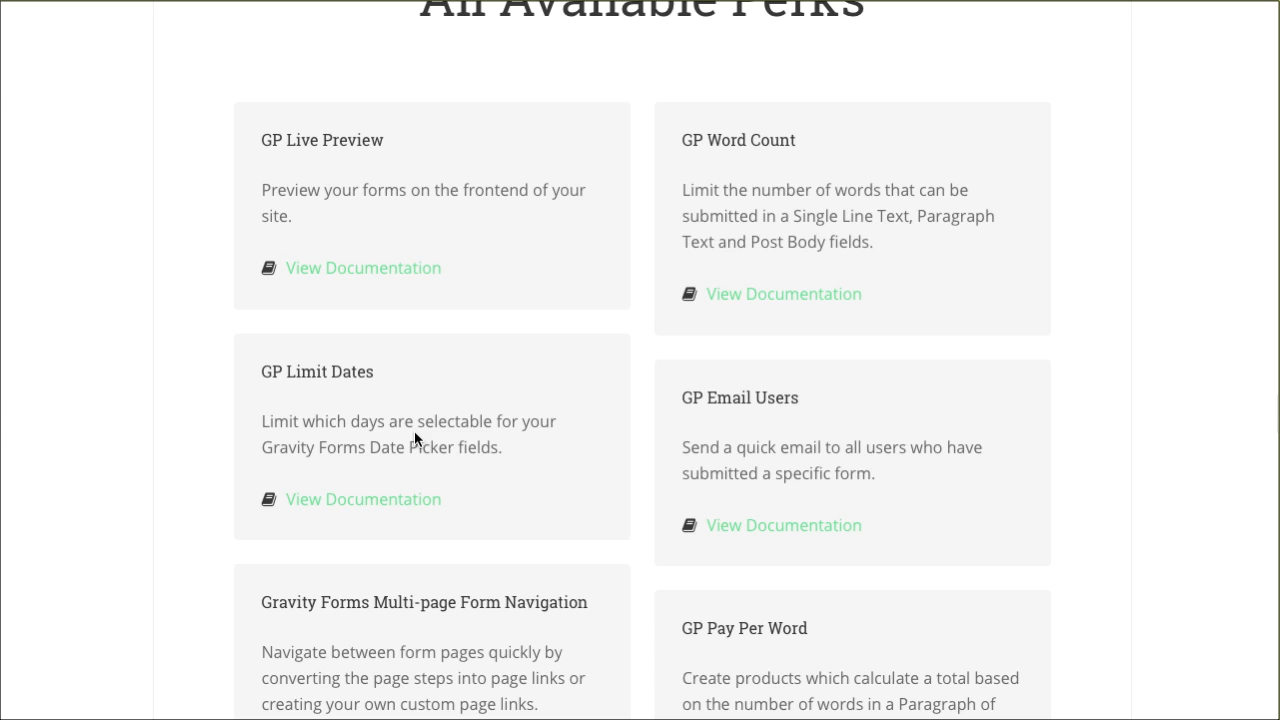 All Available Perks
GP Live Preview
Preview your forms on the frontend of your
site.
View Documentation
GP Limit Dates
Limit which days are selectable for your
Gravity Forms Date Picker fields.
View Documentation
Gravity Forms Multi-page Form Navigation
Navigate between form pages quickly by
converting the page steps into page links or
creating your own custom page links.
GP Word Count
Limit the number of words that can be
submitted in a Single Line Text, Paragraph
Text and Post Body fields.
View Documentation
GP Email Users
Send a quick email to all users who have
submitted a specific form.
View Documentation
GP Pay Per Word
Create products which calculate a total based
on the number of words in a Paragraph of